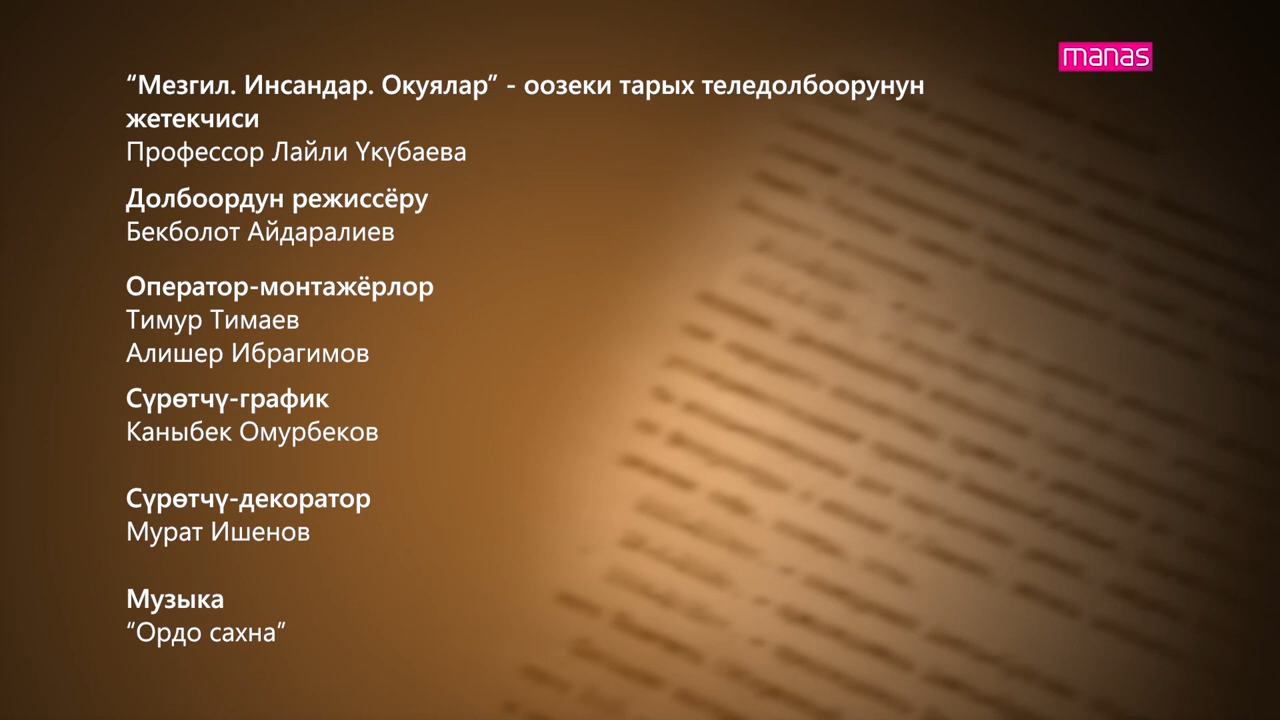 manas
“Мезгил. Инсандар. Окуялар” - оозеки тарых теледолбоорунун
жетекчиси
Профессор Лайли Үкүбаева
Долбоордун режиссёру
Бекболот Айдаралиев
Оператор-монтажёрлор
Тимур Тимаев
Алишер Ибрагимов
Сүрөтчү-график
Каныбек Омурбеков
Сүрөтчү-декоратор
Мурат Ишенов
Музыка
“Ордо сахна”